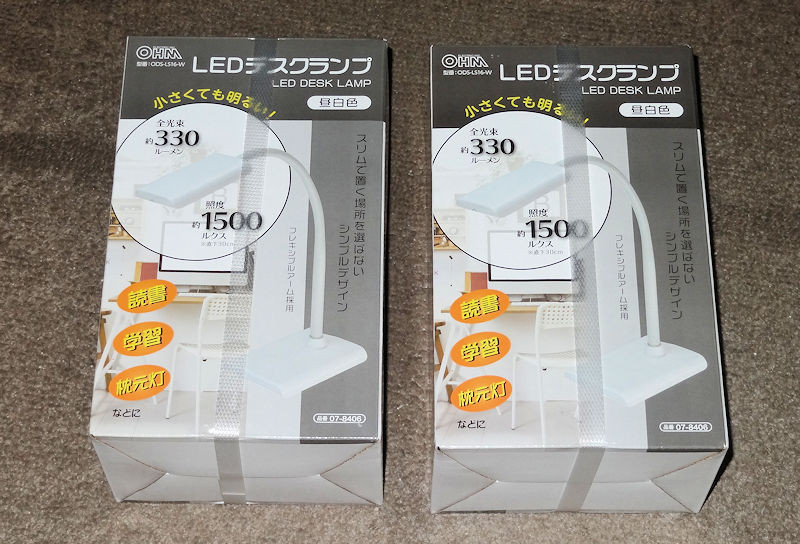 OHM
型番:ODS-LS16-W
LEDデスクランプ
LED DESK LAMP
昼白色
小さくても明るい!
全光束
約330
ルーメン
照度
約1500
ルクス
※直下30cm
スリムで置く場所を選ばない
シンプルデザイン
フレキシブルアーム採用
読書
学習
枕元灯
などに
品番 07-8406
ELECTRIC INC.
OHM
型番:ODS-LS16-W
LEDデスクランプ
LED DESK LAMP
昼白色
小さくても明るい!
全光束
約330
ルーメン
照度
約1500
ルクス
※直下30cm
スリムで置く場所を選ばない
シンプルデザイン
フレキシブルアーム採用
読書
学習
枕元灯
などに
品番 07-8406